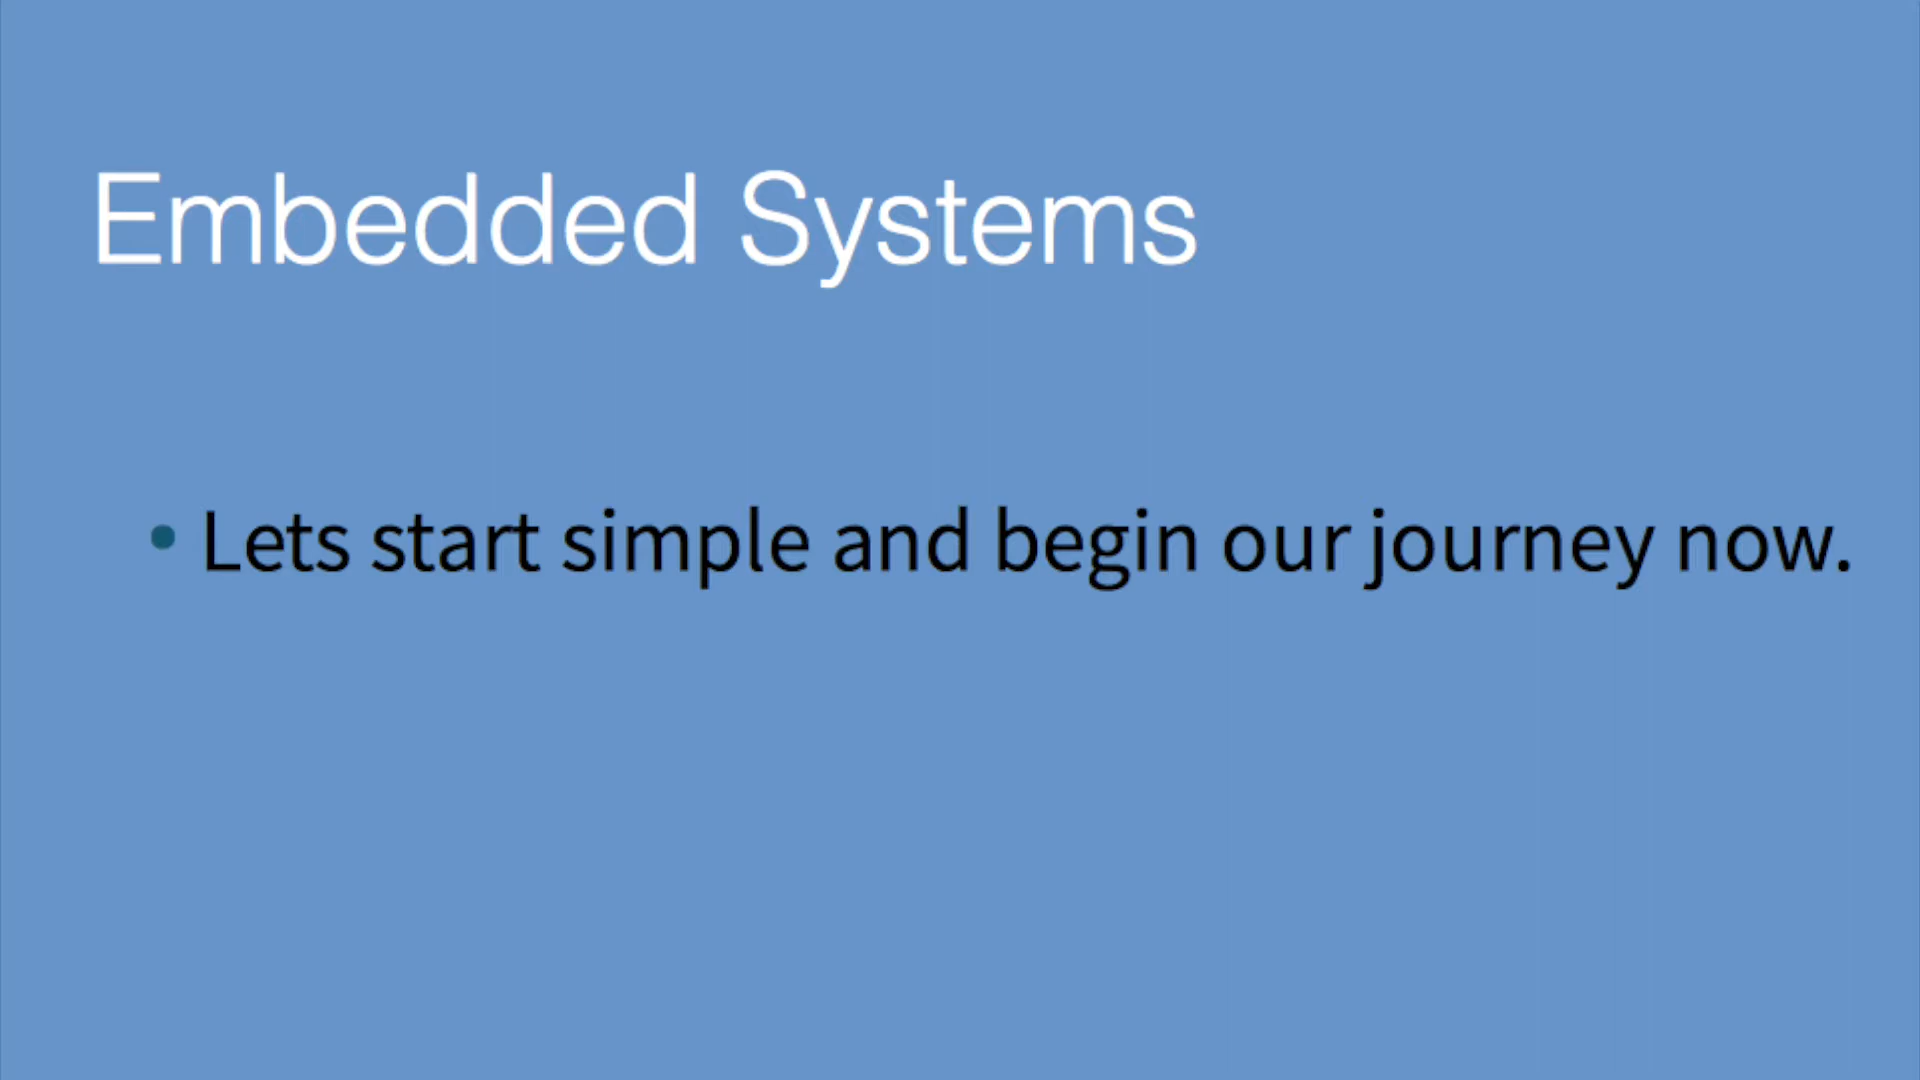 Embedded Systems
• Lets start simple and begin our journey now.